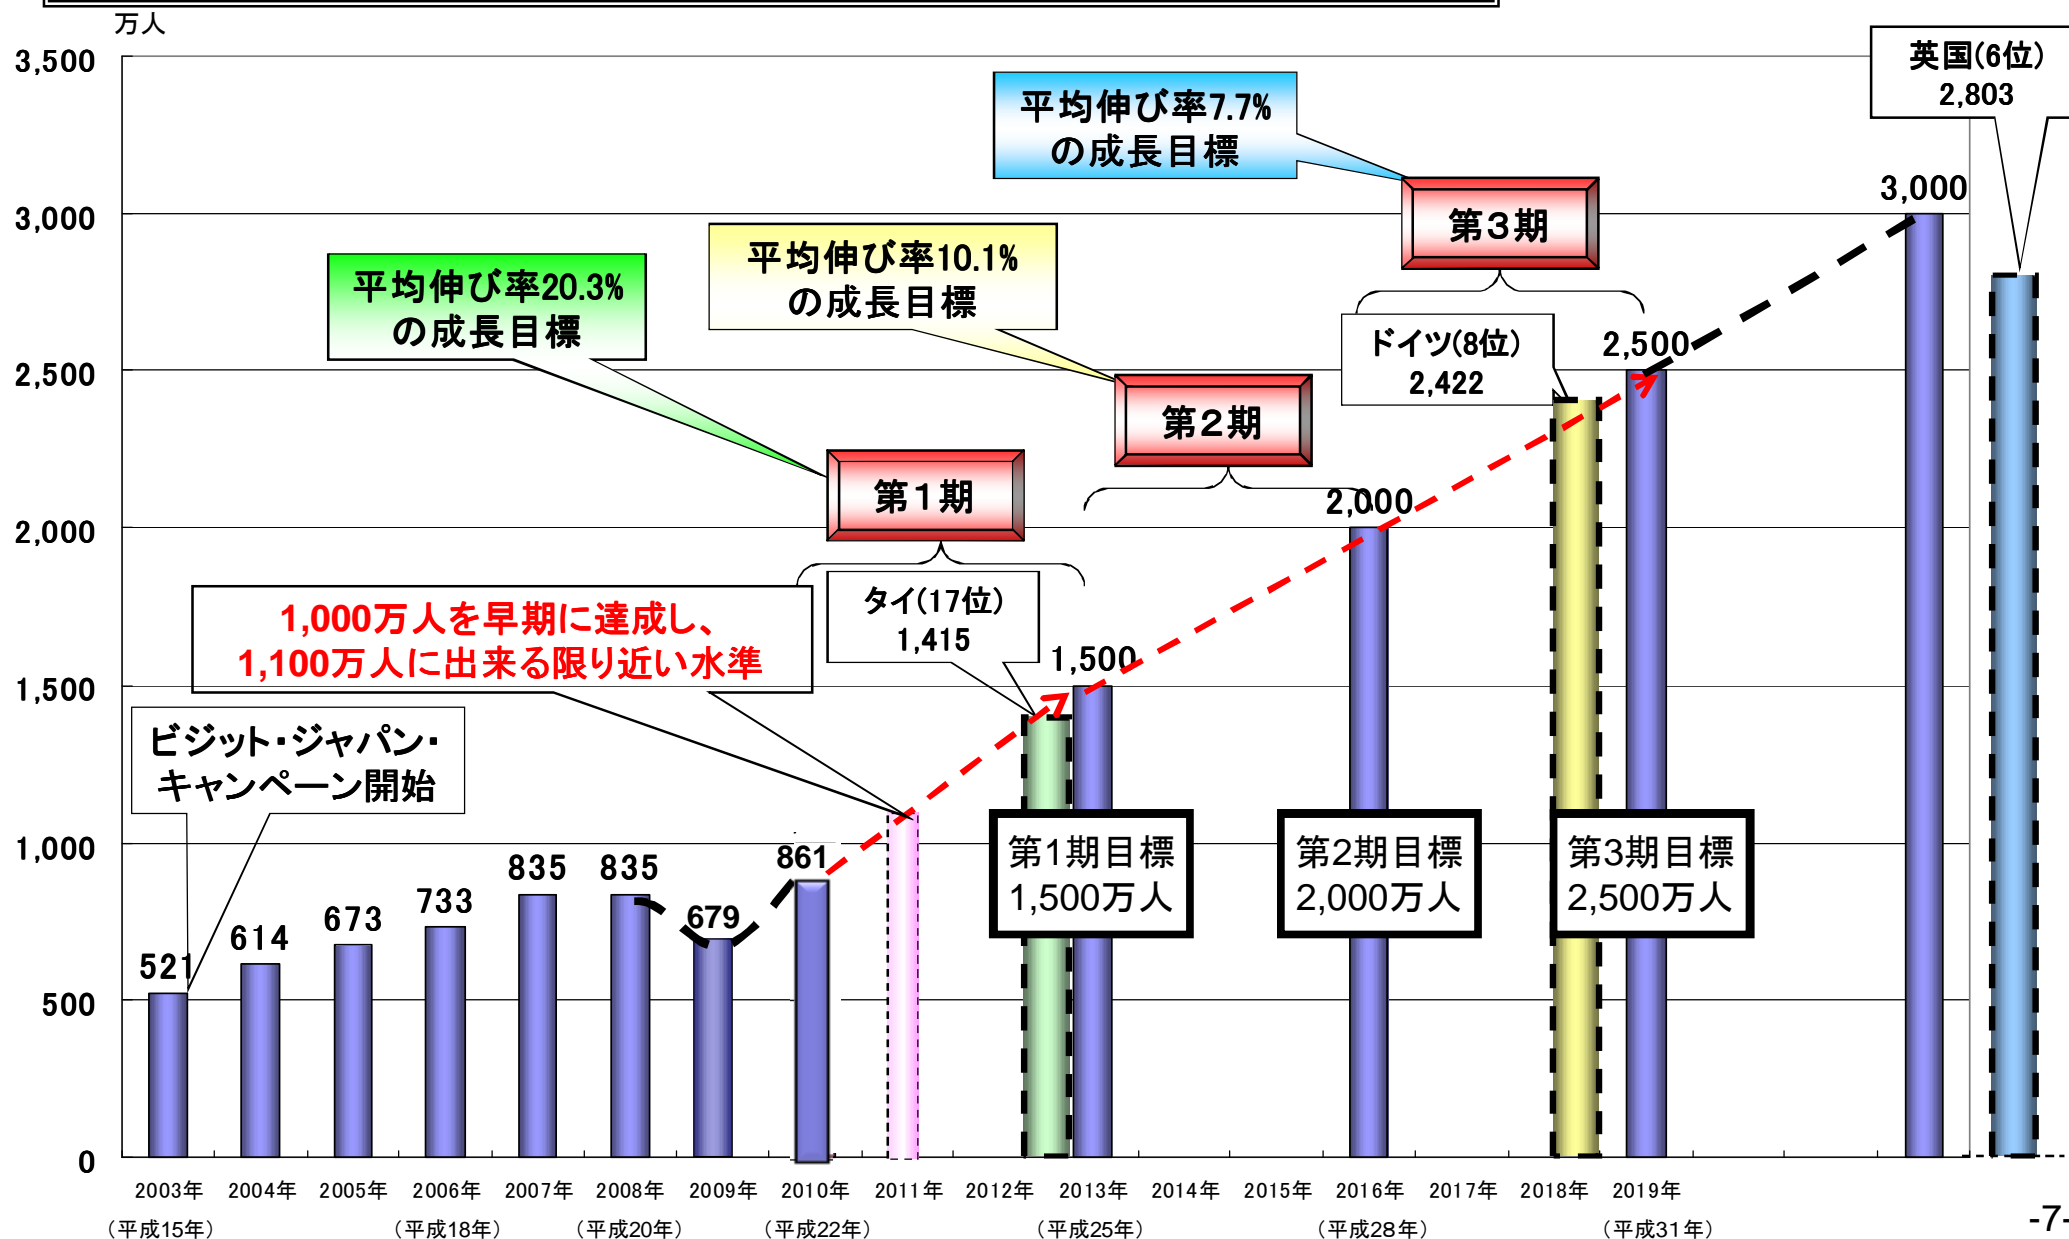 万人
3,500
3,000
2,500
2,000
1,500
1,000
500
0
英国(6位)
2,803
平均伸び率7.7%
の成長目標
第3期
3,000
平均伸び率10.1%
の成長目標
平均伸び率20.3%
の成長目標
ドイツ(8位)
2,422
2,500
第2期
第1期
2,000
1,000万人を早期に達成し、
1,100万人に出来る限り近い水準
タイ(17位)
1,415
1,500
ビジット・ジャパン・
キャンペーン開始
521
614
673
733
835
835
679
861
第1期目標
1,500万人
第2期目標
2,000万人
第3期目標
2,500万人
2003年 2004年 2005年 2006年 2007年 2008年 2009年 2010年 2011年 2012年 2013年 2014年 2015年 2016年 2017年 2018年 2019年
（平成15年） （平成18年） （平成20年） （平成22年） （平成25年） （平成28年） （平成31年）
-7-